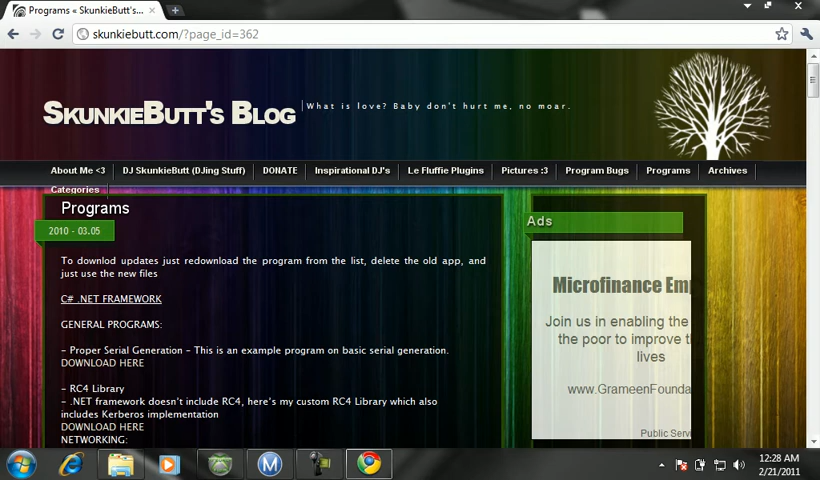 Programs « SkunkieButt's...
skunkiebutt.com/?page_id=362
SkunkieButt's Blog
What is love? Baby don't hurt me, no moar.
About Me <3
DJ SkunkieButt (DJing Stuff)
DONATE
Inspirational DJ's
Le Fluffie Plugins
Pictures :3
Program Bugs
Programs
Archives
Categories
Programs
2010 - 03.05
To downlod updates just redownload the program from the list, delete the old app, and
just use the new files
C# .NET FRAMEWORK
GENERAL PROGRAMS:
– Proper Serial Generation – This is an example program on basic serial generation.
DOWNLOAD HERE
– RC4 Library
– .NET framework doesn't include RC4, here's my custom RC4 Library which also
includes Kerberos implementation
DOWNLOAD HERE
NETWORKING:
Ads
Microfinance Emp
Join us in enabling the
the poor to improve th
lives
www.GrameenFounda
Public Servi
12:28 AM
2/21/2011